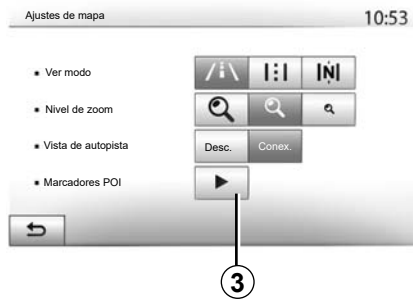 Ajustes de mapa 10:53
Ver modo N
Nivel de zoom
Vista de autopista Desc. Conex.
Marcadores POI
3